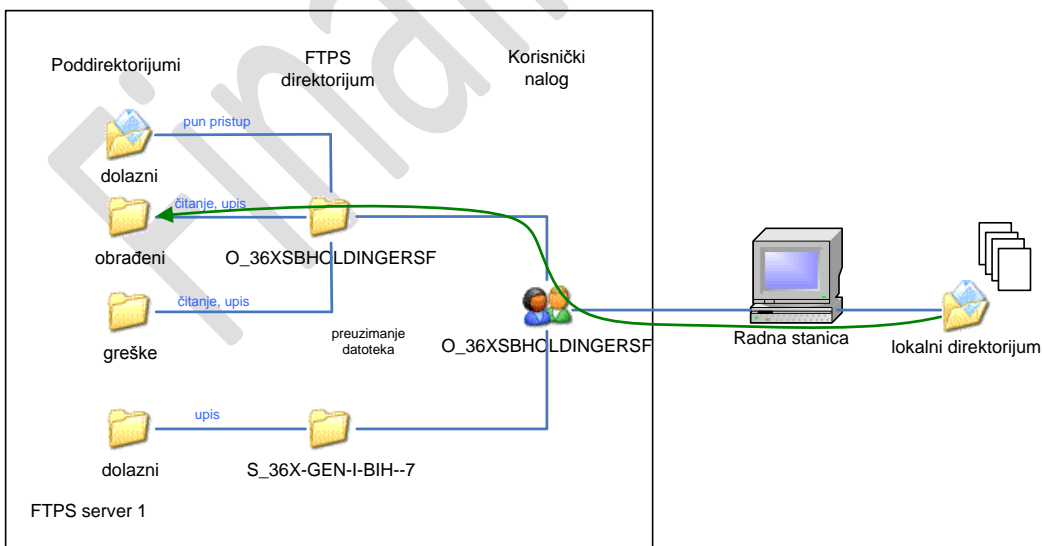 Poddirektorijumi
FTPS
direktorijum
Korisnički
nalog
pun pristup
dolazni
čitanje, upis
obrađeni
O_36XSBHOLDINGERSF
čitanje, upis
greške
preuzimanje
datoteka
O_36XSBHOLDINGERSF
Radna stanica
lokalni direktorijum
upis
dolazni
S_36X-GEN-I-BIH--7
FTPS server 1
Final